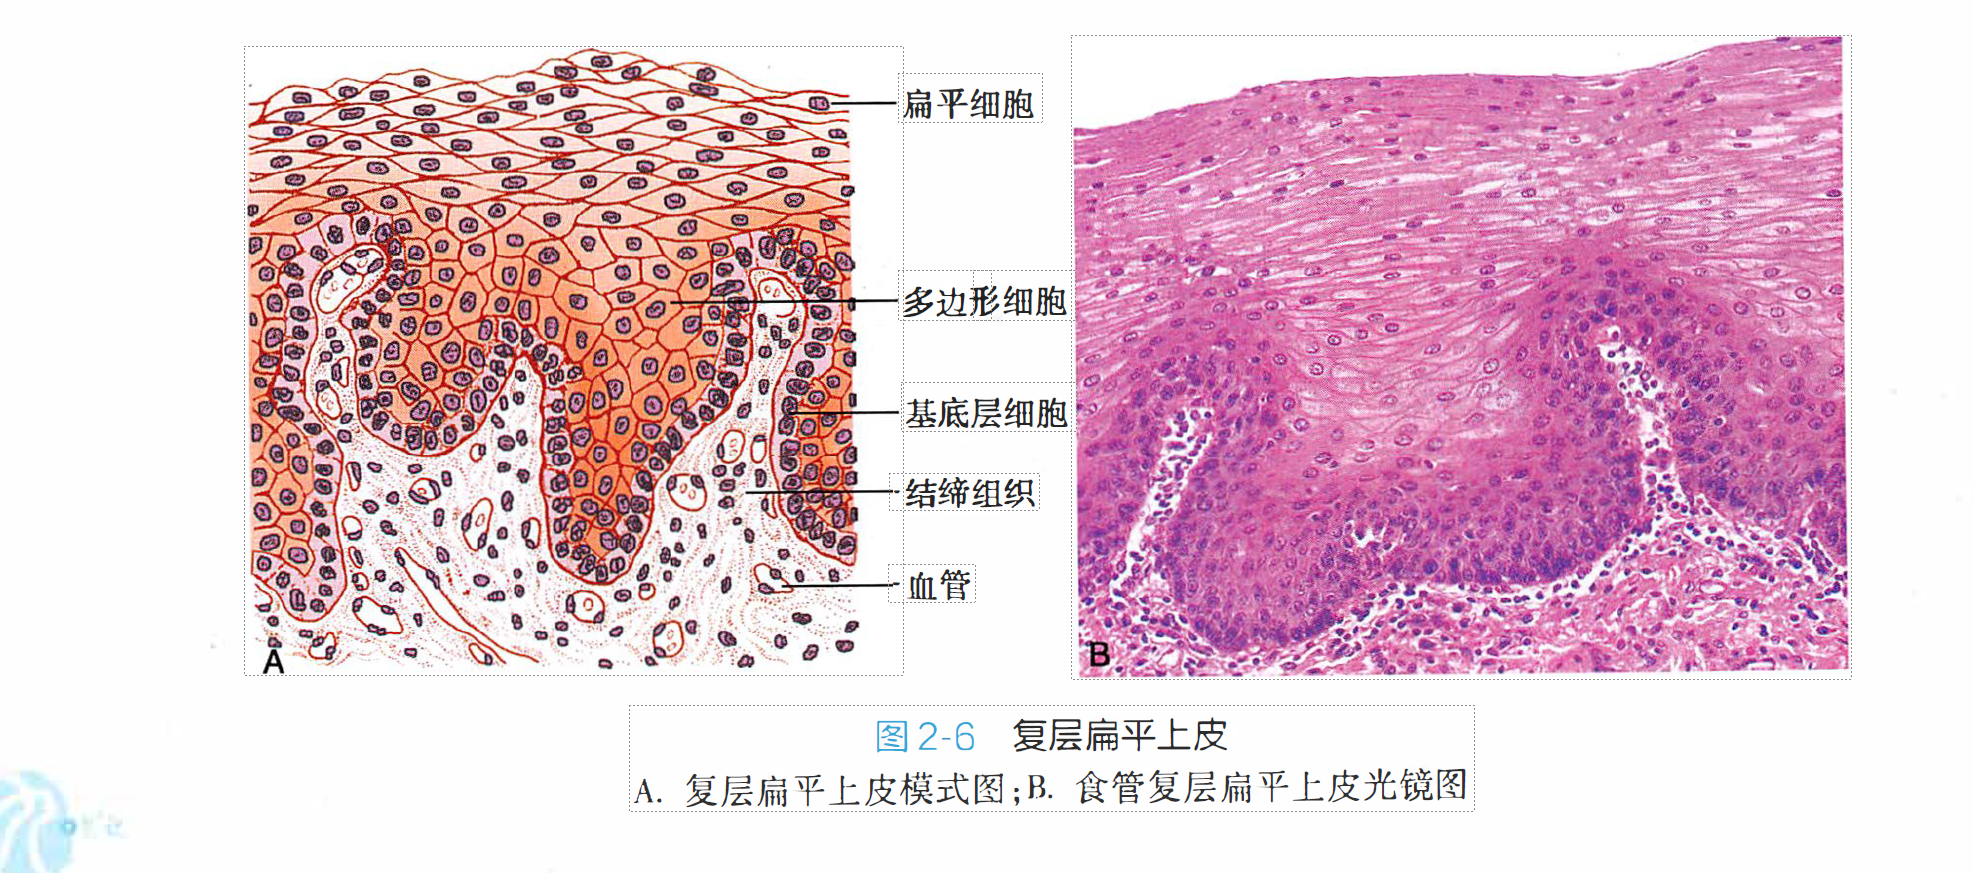 扁平细胞
多边形细胞
基底层细胞
结缔组织
血管
A
B
图 2-6 复层扁平上皮
A. 复层扁平上皮模式图;B. 食管复层扁平上皮光镜图